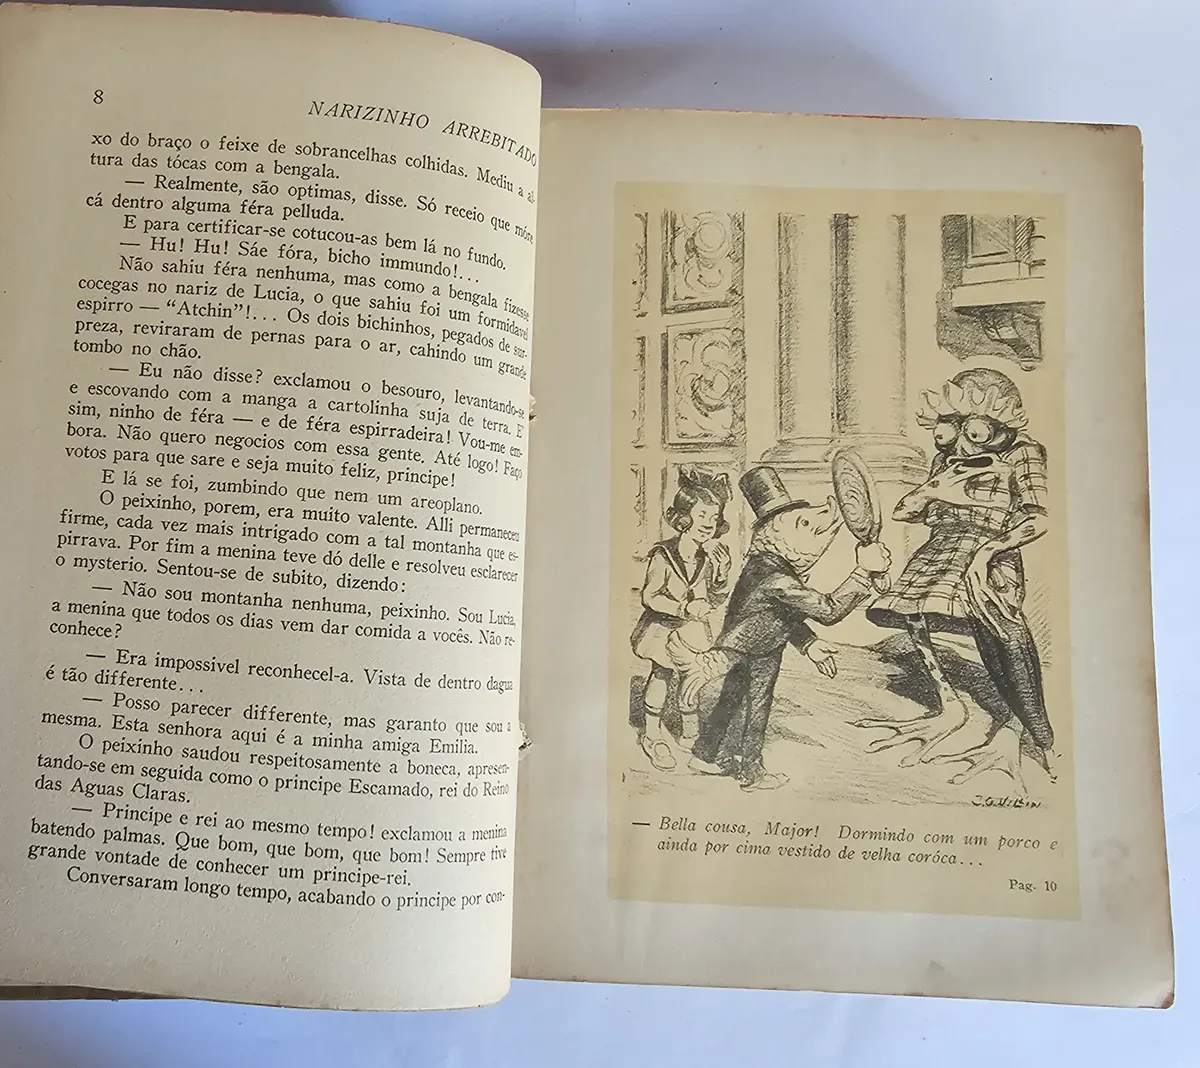 8
NARIZINHO ARREBITADO
xo do braço o feixe de sobrancelhas colhidas. Mediu a al-
tura das tócas com a bengala.
— Realmente, são optimas, disse. Só receio que móre
cá dentro alguma féra pelluda.
E para certificar-se cotucou-as bem lá no fundo.
— Hu! Hu! Sáe fóra, bicho immundo!...
Não sahiu féra nenhuma, mas como a bengala fizesse
cocegas no nariz de Lucia, o que sahiu foi um formidavel
espirro — “Atchin”!... Os dois bichinhos, pegados de sur-
preza, reviraram de pernas para o ar, cahindo um grande
tombo no chão.
— Eu não disse? exclamou o besouro, levantando-se
e escovando com a manga a cartolinha suja de terra. E
sim, ninho de féra — e de féra espirradeira! Vou-me em-
bora. Não quero negocios com essa gente. Até logo! Faço
votos para que sare e seja muito feliz, principe!
E lá se foi, zumbindo que nem um areoplano.
O peixinho, porem, era muito valente. Alli permaneceu
firme, cada vez mais intrigado com a tal montanha que es-
pirrava. Por fim a menina teve dó delle e resolveu esclarecer
o mysterio. Sentou-se de subito, dizendo:
— Não sou montanha nenhuma, peixinho. Sou Lucia,
a menina que todos os dias vem dar comida a vocês. Não re-
conhece?
— Era impossivel reconhecel-a. Vista de dentro dagua
é tão differente...
— Posso parecer differente, mas garanto que sou a
mesma. Esta senhora aqui é a minha amiga Emilia.
O peixinho saudou respeitosamente a boneca, apresen-
tando-se em seguida como o principe Escamado, rei do Reino
das Aguas Claras.
— Principe e rei ao mesmo tempo! exclamou a menina
batendo palmas. Que bom, que bom, que bom! Sempre tive
grande vontade de conhecer um principe-rei.
Conversaram longo tempo, acabando o principe por con-
— Bella cousa, Major! Dormindo com um porco e
ainda por cima vestido de velha coróca...
Pag. 10